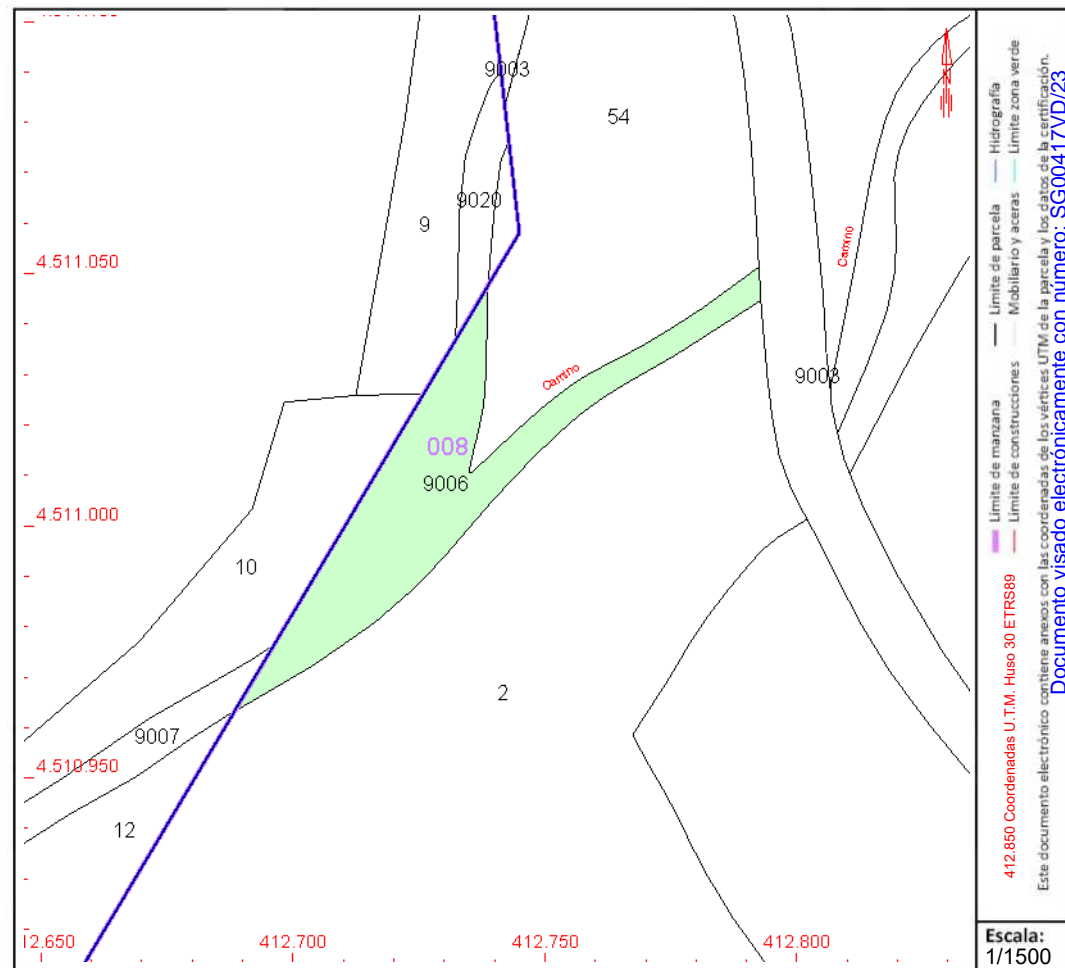 9003
54
9020
9
4.511.050
Camino
Camino
9008
008
9006
4.511.000
10
2
9007
4.510.950
12
412.700
412.750
412.800
Límite de manzana
Límite de parcela
Hidrografía
Límite de construcciones
Mobiliario y aceras
Límite zona verde
412.850 Coordenadas U.T.M. Huso 30 ETRS89
Este documento electrónico contiene anexos con las coordenadas de los vértices UTM de la parcela y los datos de la certificación.
Documento visado electrónicamente con número: SG00417VD/23
N
Escala:
1/1500